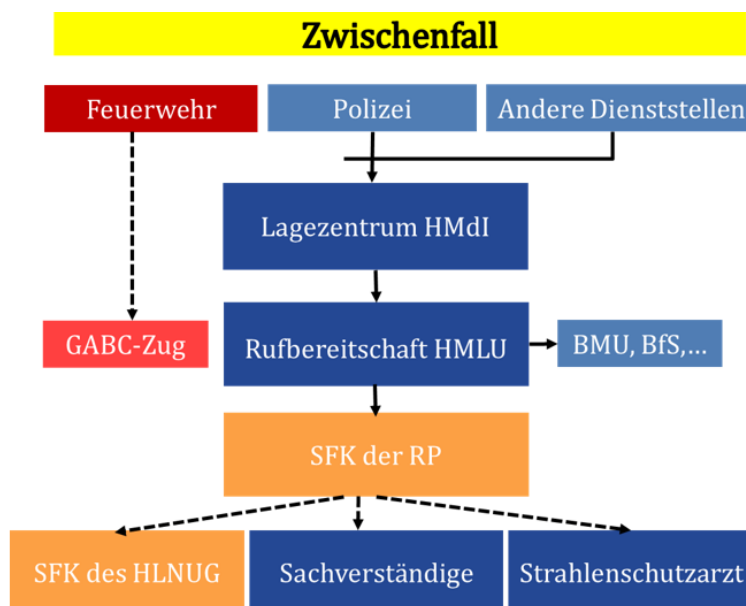 Zwischenfall
Feuerwehr
Polizei
Andere Dienststellen
Lagezentrum HMdI
GABC-Zug
Rufbereitschaft HMLU
BMU, BfS,...
SFK der RP
SFK des HLNUG
Sachverständige
Strahlenschutzarzt